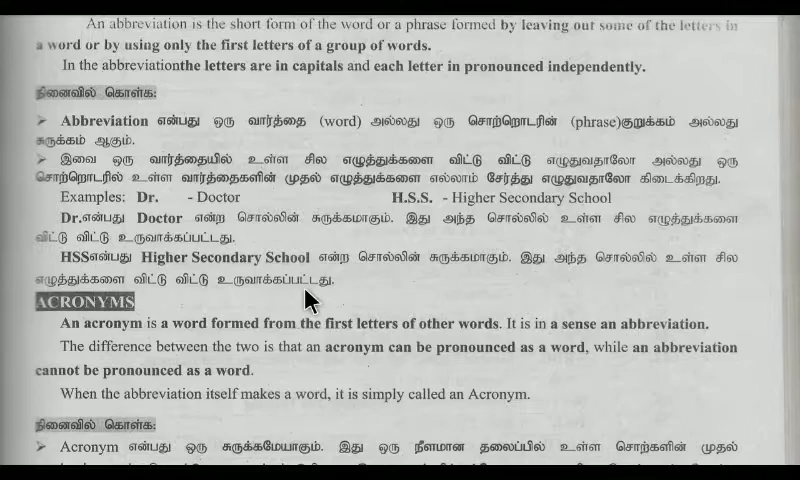 An abbreviation is the short form of the word or a phrase formed by leaving out some of the letters in
a word or by using only the first letters of a group of words.
In the abbreviationthe letters are in capitals and each letter in pronounced independently.
நினைவில் கொள்க:
➢ Abbreviation என்பது ஒரு வார்த்தை (word) அல்லது ஒரு சொற்றொடரின் (phrase)குறுக்கம் அல்லது
சுருக்கம் ஆகும்.
➢ இவை ஒரு வார்த்தையில் உள்ள சில எழுத்துக்களை விட்டு விட்டு எழுதுவதாலோ அல்லது ஒரு
சொற்றொடரில் உள்ள வார்த்தைகளின் முதல் எழுத்துக்களை எல்லாம் சேர்த்து எழுதுவதாலோ கிடைக்கிறது.
Examples: Dr. - Doctor H.S.S. - Higher Secondary School
Dr.என்பது Doctor என்ற சொல்லின் சுருக்கமாகும். இது அந்த சொல்லில் உள்ள சில எழுத்துக்களை
விட்டு விட்டு உருவாக்கப்பட்டது.
HSSஎன்பது Higher Secondary School என்ற சொல்லின் சுருக்கமாகும். இது அந்த சொல்லில் உள்ள சில
எழுத்துக்களை விட்டு விட்டு உருவாக்கப்பட்டது.
ACRONYMS
An acronym is a word formed from the first letters of other words. It is in a sense an abbreviation.
The difference between the two is that an acronym can be pronounced as a word, while an abbreviation
cannot be pronounced as a word.
When the abbreviation itself makes a word, it is simply called an Acronym.
நினைவில் கொள்க:
➢ Acronym என்பது ஒரு சுருக்கமேயாகும். இது ஒரு நீளமான தலைப்பில் உள்ள சொற்களின் முதல்